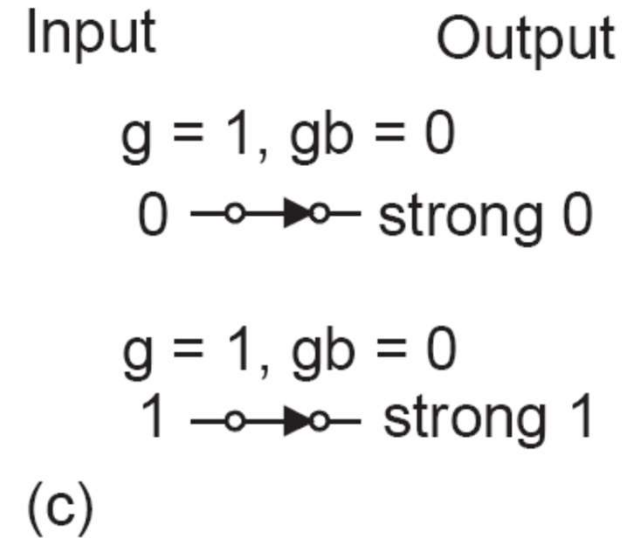 Input Output
g = 1, gb = 0
0 strong 0
g = 1, gb = 0
1 strong 1
(c)